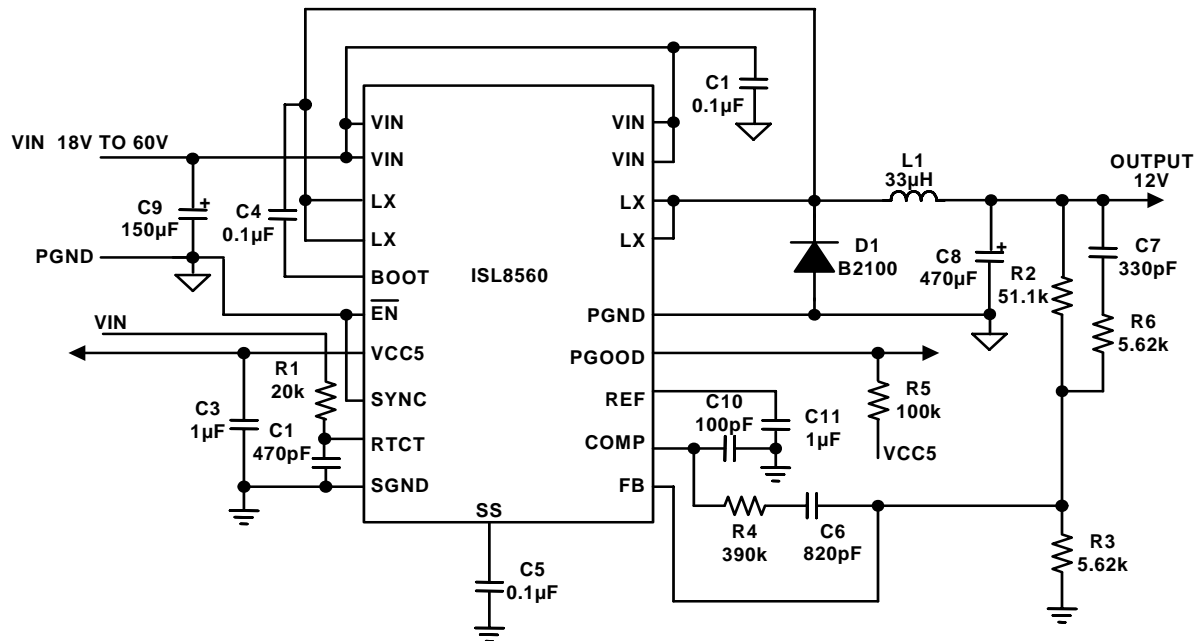 C1
0.1µF
VIN 18V TO 60V
C9
150µF
+
C4
0.1µF
PGND
VIN
VIN
LX
LX
BOOT
EN
VCC5
SYNC
RTCT
SGND
SS
ISL8560
VIN
VIN
LX
LX
PGND
PGOOD
REF
COMP
FB
VIN
R1
20k
C3
1µF
C1
470pF
C5
0.1µF
L1
33µH
OUTPUT
12V
D1
B2100
C8
470µF
+
R2
51.1k
C7
330pF
R6
5.62k
R5
100k
VCC5
C10
100pF
C11
1µF
R4
390k
C6
820pF
R3
5.62k